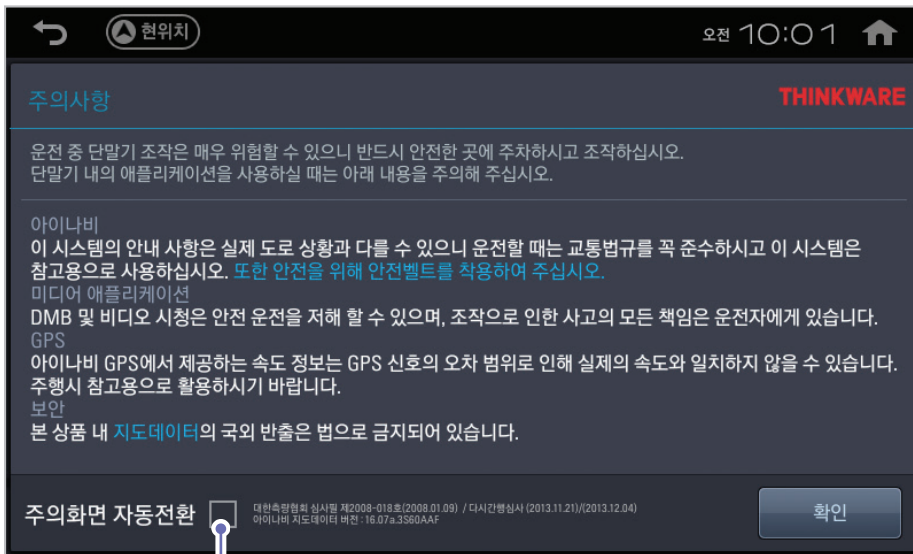 현위치
오전 10:01
주의사항
THINKWARE
운전 중 단말기 조작은 매우 위험할 수 있으니 반드시 안전한 곳에 주차하시고 조작하십시오.
단말기 내의 애플리케이션을 사용하실 때는 아래 내용을 주의해 주십시오.
아이나비
이 시스템의 안내 사항은 실제 도로 상황과 다를 수 있으니 운전할 때는 교통법규를 꼭 준수하시고 이 시스템은
참고용으로 사용하십시오. 또한 안전을 위해 안전벨트를 착용하여 주십시오.
미디어 애플리케이션
DMB 및 비디오 시청은 안전 운전을 저해 할 수 있으며, 조작으로 인한 사고의 모든 책임은 운전자에게 있습니다.
GPS
아이나비 GPS에서 제공하는 속도 정보는 GPS 신호의 오차 범위로 인해 실제의 속도와 일치하지 않을 수 있습니다.
주행시 참고용으로 활용하시기 바랍니다.
보안
본 상품 내 지도데이터의 국외 반출은 법으로 금지되어 있습니다.
주의화면 자동전환
대한측량협회 심사필 제2008-018호(2008.01.09) / 다시간행심사 (2013.11.21)/(2013.12.04)
아이나비 지도데이터 버전 : 16.07a.3S60AAF
확인